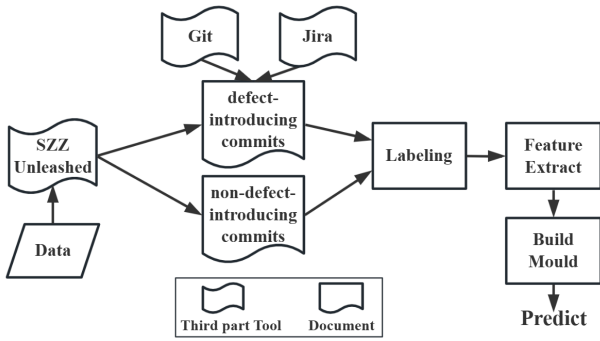 Git
Jira
defect-
introducing
commits
SZZ
Unleashed
Labeling
Feature
Extract
non-defect-
introducing
commits
Data
Build
Mould
Predict
Third part Tool
Document